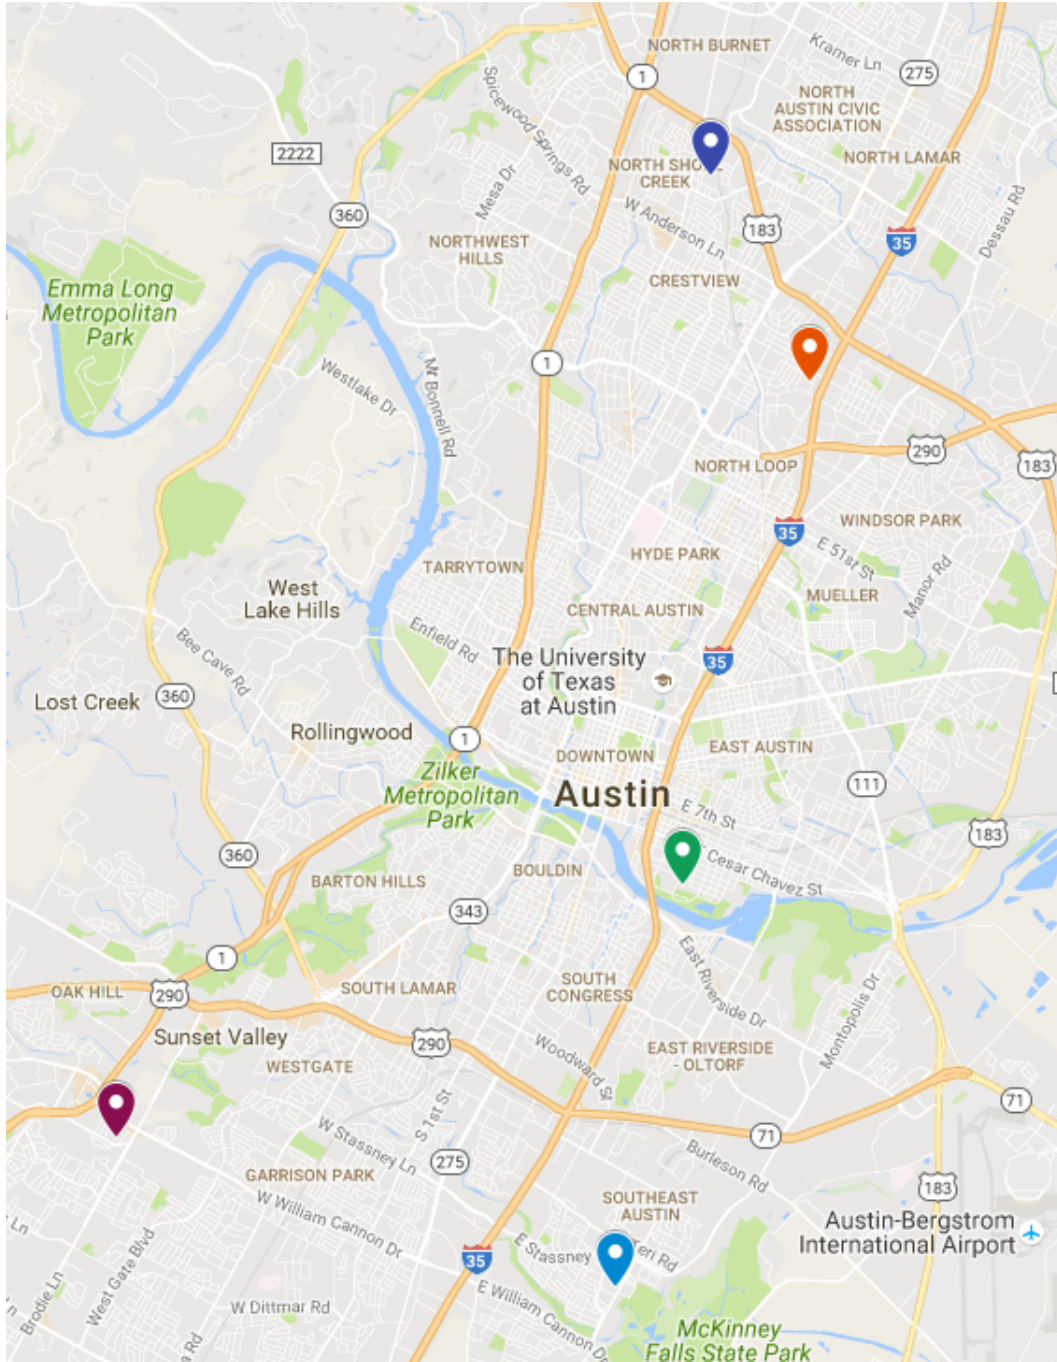 NORTH BURNET
Kramer Ln
1
275
Spicewood Springs Rd
NORTH
AUSTIN CIVIC
ASSOCIATION
2222
NORTH LAMAR
Mesa Dr
CREEK
W Anderson Ln
360
183
35
Dessau Rd
NORTHWEST
HILLS
CRESTVIEW
Emma Long
Metropolitan
Park
Westlake Dr
Mt Bonnell Rd
1
290
183
NORTH LOOP
35
WINDSOR PARK
E 51st St
HYDE PARK
Manor Rd
TARRYTOWN
MUELLER
West
Lake Hills
CENTRAL AUSTIN
Enfield Rd
Bee Cave Rd
The University
of Texas
at Austin
35
Lost Creek
360
Rollingwood
1
DOWNTOWN
EAST AUSTIN
Zilker
Metropolitan
Park
Austin
111
E 7th St
183
360
Cesar Chavez St
BOULDIN
BARTON HILLS
343
1
East Riverside Dr
OAK HILL
290
SOUTH LAMAR
SOUTH
CONGRESS
Montopolis Dr
Sunset Valley
290
Woodward St
EAST RIVERSIDE
- OLTORF
WESTGATE
71
S 1st St
71
W Stassney Ln
275
Burleson Rd
GARRISON PARK
183
SOUTHEAST
AUSTIN
W William Cannon Dr
Austin-Bergstrom
International Airport
35
E Stassney
Teri Rd
Ln
West Gate Blvd
Brodie Ln
W Dittmar Rd
E William Cannon Dr
McKinney
Falls State Park
Rd